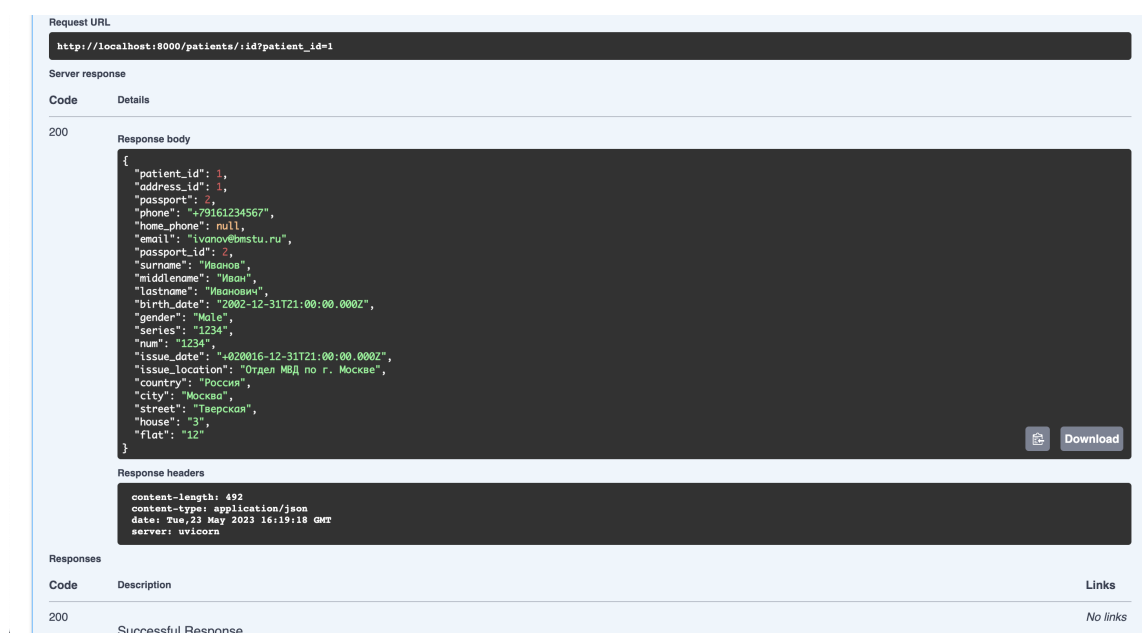 Request URL
http://localhost:8000/patients/:id?patient_id=1
Server response
Code Details
200
Response body
{
"patient_id": 1,
"address_id": 1,
"passport": 2,
"phone": "+79161234567",
"home_phone": null,
"email": "ivanov@bmstu.ru",
"passport_id": 2,
"surname": "Иванов",
"middlename": "Иван",
"lastname": "Иванович",
"birth_date": "2002-12-31T21:00:00.000Z",
"gender": "Male",
"series": "1234",
"num": "1234",
"issue_date": "+020016-12-31T21:00:00.000Z",
"issue_location": "Отдел МВД по г. Москве",
"country": "Россия",
"city": "Москва",
"street": "Тверская",
"house": "3",
"flat": "12"
}
Download
Response headers
content-length: 492
content-type: application/json
date: Tue,23 May 2023 16:19:18 GMT
server: uvicorn
Responses
Code Description Links
200 No links
Successful Response